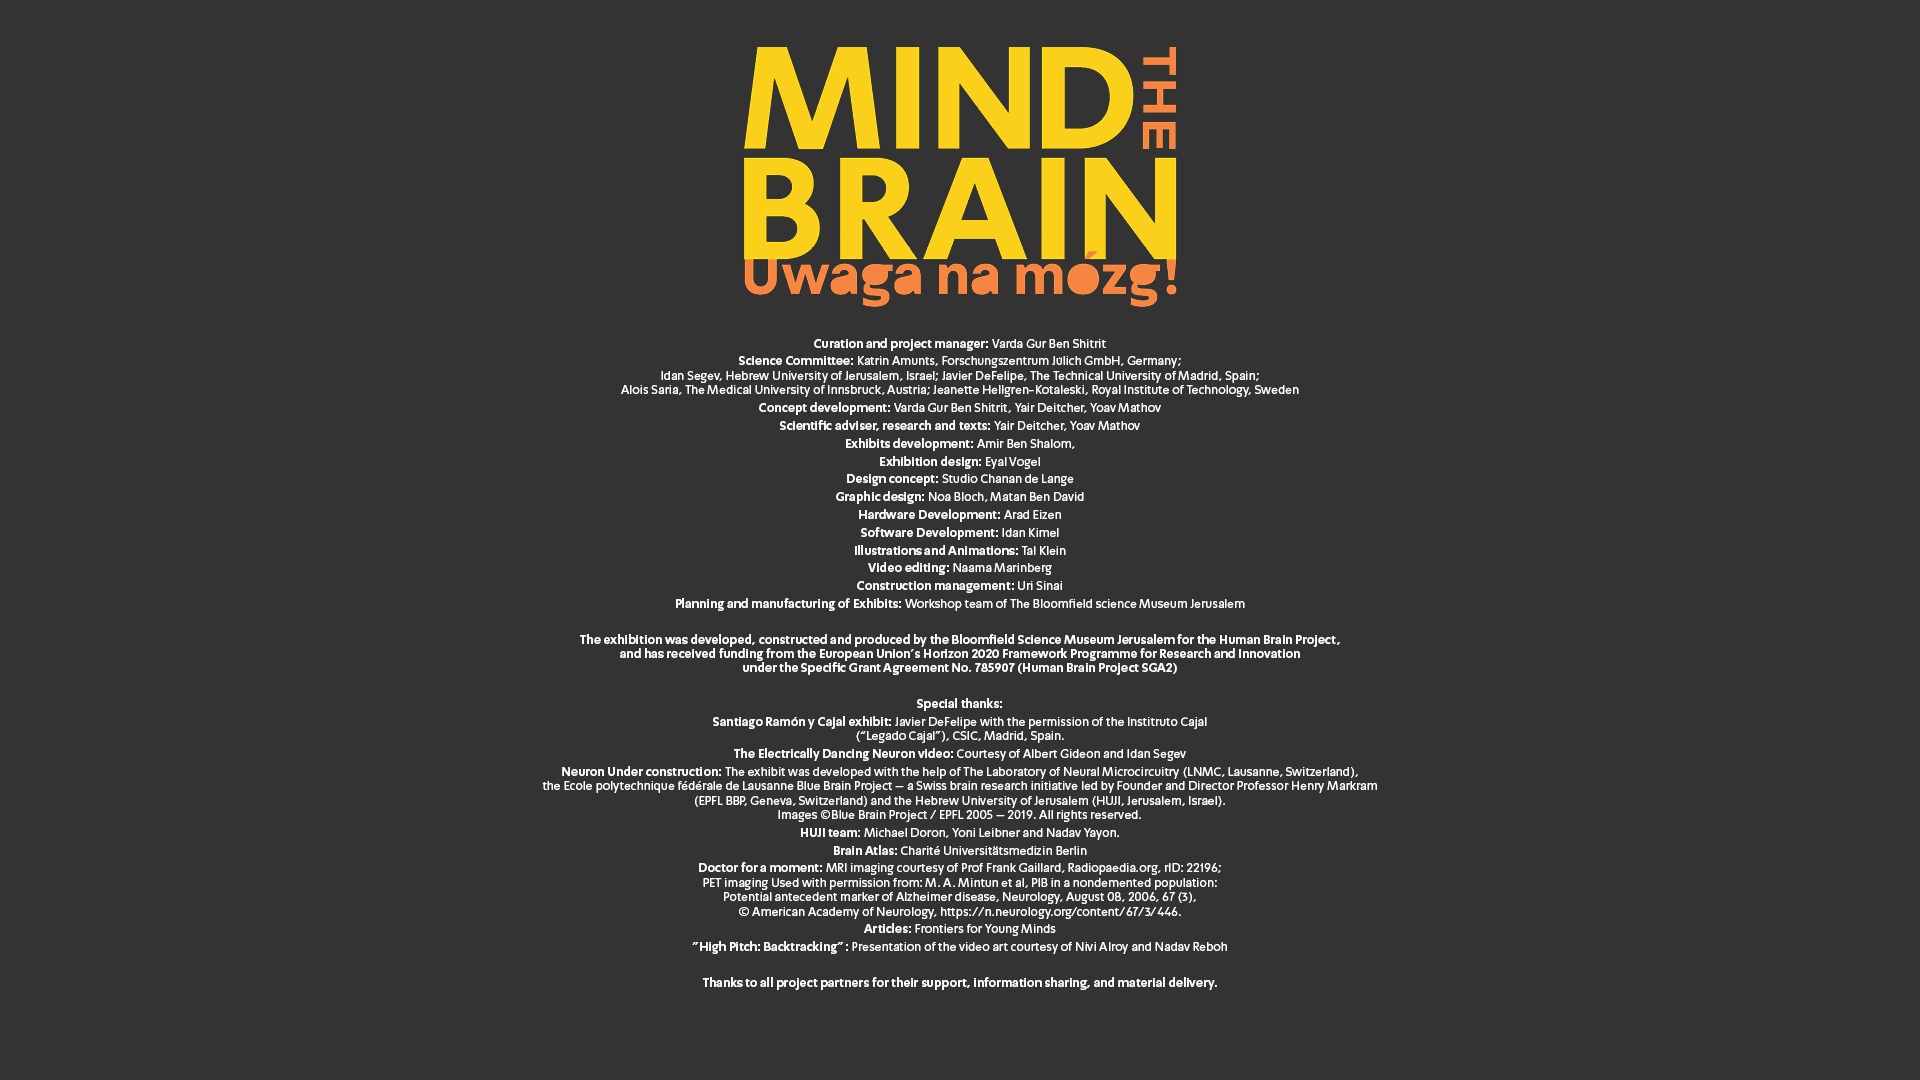 MIND THE
BRAIN
Uwaga na mózg!
Curation and project manager: Varda Gur Ben Shitrit
Science Committee: Katrin Amunts, Forschungszentrum Jülich GmbH, Germany;
Idan Segev, Hebrew University of Jerusalem, Israel; Javier DeFelipe, The Technical University of Madrid, Spain;
Alois Saria, The Medical University of Innsbruck, Austria; Jeanette Hellgren-Kotaleski, Royal Institute of Technology, Sweden
Concept development: Varda Gur Ben Shitrit, Yair Deitcher, Yoav Mathov
Scientific adviser, research and texts: Yair Deitcher, Yoav Mathov
Exhibits development: Amir Ben Shalom,
Exhibition design: Eyal Vogel
Design concept: Studio Chanan de Lange
Graphic design: Noa Bloch, Matan Ben David
Hardware Development: Arad Eizen
Software Development: Idan Kimel
Illustrations and Animations: Tal Klein
Video editing: Naama Marinberg
Construction management: Uri Sinai
Planning and manufacturing of Exhibits: Workshop team of The Bloomfield science Museum Jerusalem
The exhibition was developed, constructed and produced by the Bloomfield Science Museum Jerusalem for the Human Brain Project,
and has received funding from the European Union's Horizon 2020 Framework Programme for Research and Innovation
under the Specific Grant Agreement No. 785907 (Human Brain Project SGA2)
Special thanks:
Santiago Ramón y Cajal exhibit: Javier DeFelipe with the permission of the Institruto Cajal
("Legado Cajal"), CSIC, Madrid, Spain.
The Electrically Dancing Neuron video: Courtesy of Albert Gideon and Idan Segev
Neuron Under construction: The exhibit was developed with the help of The Laboratory of Neural Microcircuitry (LNMC, Lausanne, Switzerland),
the Ecole polytechnique fédérale de Lausanne Blue Brain Project – a Swiss brain research initiative led by Founder and Director Professor Henry Markram
(EPFL BBP, Geneva, Switzerland) and the Hebrew University of Jerusalem (HUJI, Jerusalem, Israel).
Images ©Blue Brain Project / EPFL 2005 – 2019. All rights reserved.
HUJI team: Michael Doron, Yoni Leibner and Nadav Yayon.
Brain Atlas: Charité Universitätsmedizin Berlin
Doctor for a moment: MRI imaging courtesy of Prof Frank Gaillard, Radiopaedia.org, rID: 22196;
PET imaging Used with permission from: M. A. Mintun et al, PIB in a nondemented population:
Potential antecedent marker of Alzheimer disease, Neurology, August 08, 2006, 67 (3),
© American Academy of Neurology, https://n.neurology.org/content/67/3/446.
Articles: Frontiers for Young Minds
"High Pitch: Backtracking" : Presentation of the video art courtesy of Nivi Alroy and Nadav Reboh
Thanks to all project partners for their support, information sharing, and material delivery.